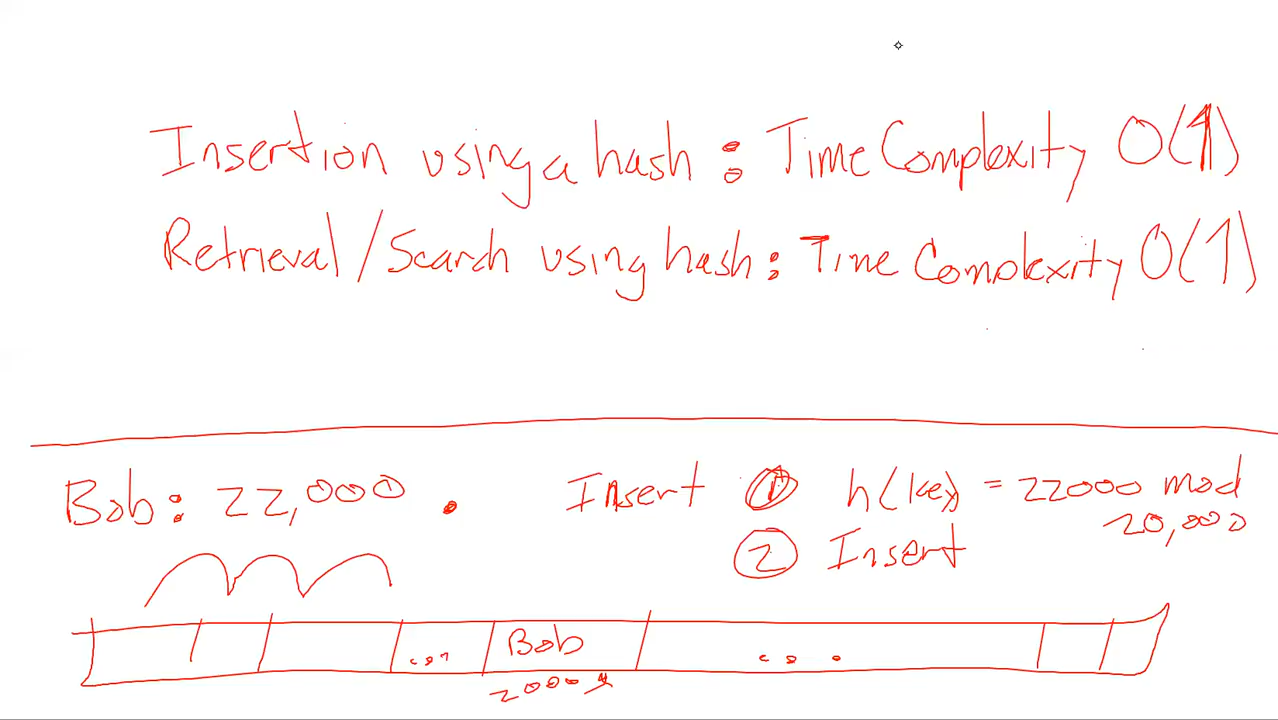 Insertion using a hash: Time Complexity O(1)
Retrieval/Search using hash: Time Complexity O(1)
Bob: 22,000. Insert ① h(key) = 22000 mod
20,000
② Insert
... Bob ...
2000